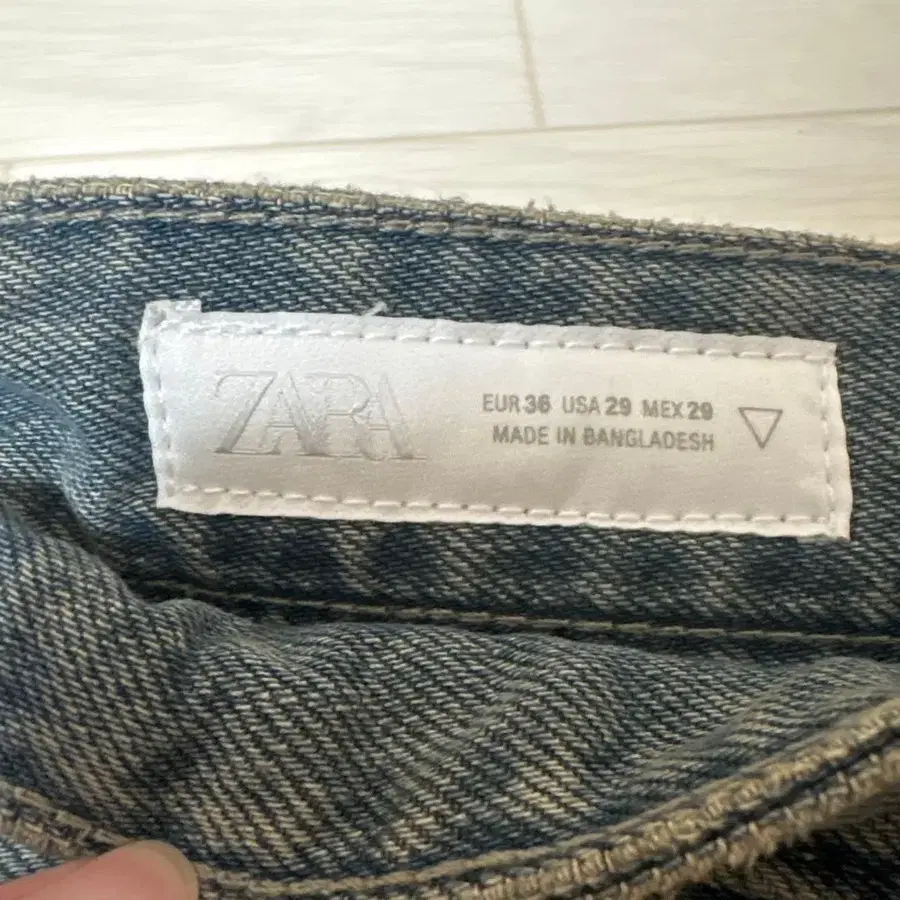 ZARA
EUR 36 USA 29 MEX 29
MADE IN BANGLADESH